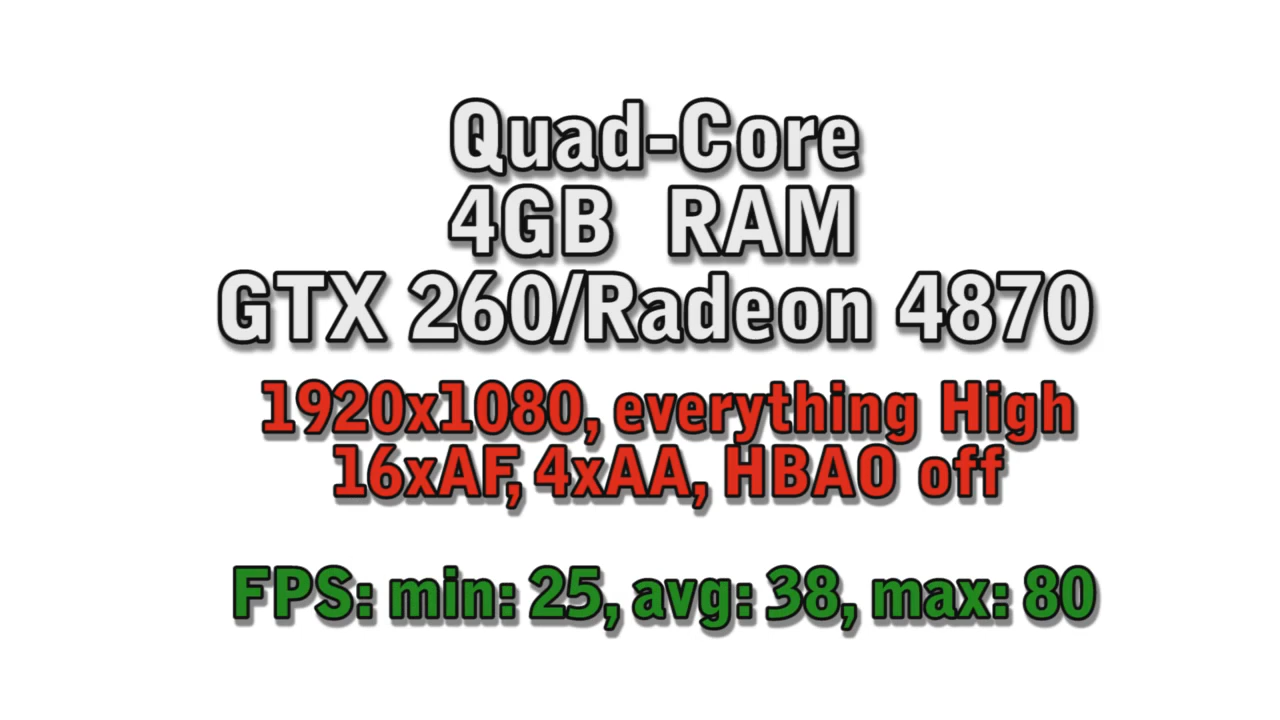 Quad-Core
4GB RAM
GTX 260/Radeon 4870
1920x1080, everything High
16xAF, 4xAA, HBAO off
FPS: min: 25, avg: 38, max: 80